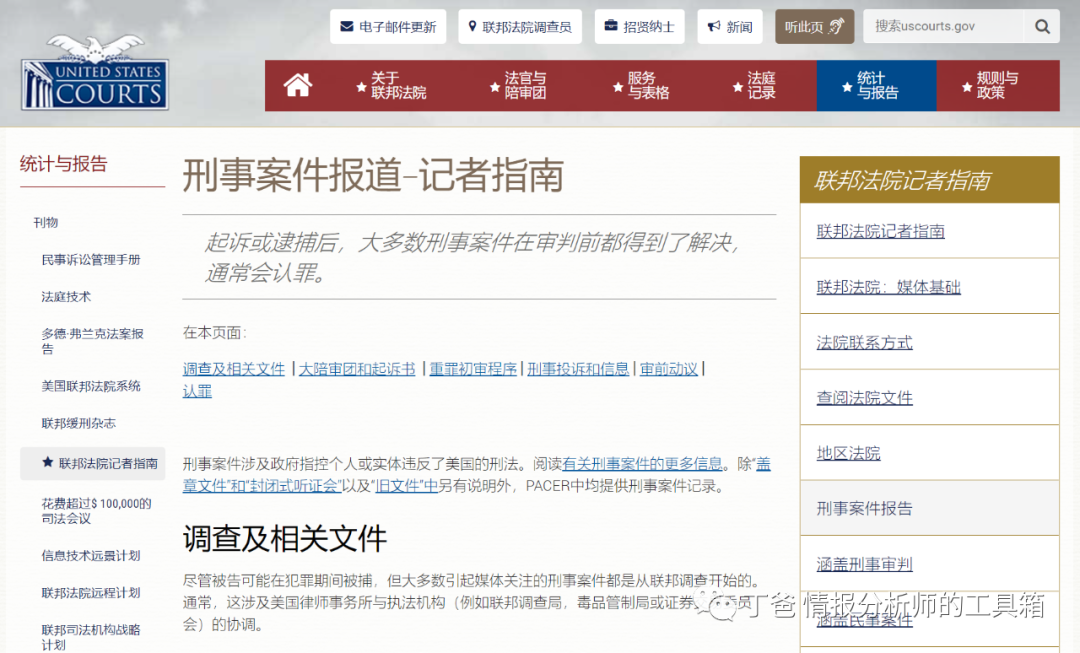 电子邮件更新
联邦法院调查员
招贤纳士
新闻
听此页
搜索uscourts.gov
UNITED STATES
COURTS
关于
联邦法院
法官与
陪审团
服务
与表格
法庭
记录
统计
与报告
规则与
政策
统计与报告
刊物
民事诉讼管理手册
法庭技术
多德·弗兰克法案报
告
美国联邦法院系统
联邦缓刑杂志
联邦法院记者指南
花费超过$ 100,000的
司法会议
信息技术远景计划
联邦法院远程计划
联邦司法机构战略
计划
刑事案件报道-记者指南
起诉或逮捕后，大多数刑事案件在审判前都得到了解决，
通常会认罪。
在本页面：
调查及相关文件 | 大陪审团和起诉书 | 重罪初审程序 | 刑事投诉和信息 | 审前动议 |
认罪
刑事案件涉及政府指控个人或实体违反了美国的刑法。阅读有关刑事案件的更多信息。除“盖
章文件”和“封闭式听证会”以及“旧文件”中另有说明外，PACER中均提供刑事案件记录。
调查及相关文件
尽管被告可能在犯罪期间被捕，但大多数引起媒体关注的刑事案件都是从联邦调查开始的。
通常，这涉及美国律师事务所与执法机构（例如联邦调查局，毒品管制局或证券交易委员
会）的协调。
联邦法院记者指南
联邦法院记者指南
联邦法院：媒体基础
法院联系方式
查阅法院文件
地区法院
刑事案件报告
涵盖刑事审判
涵盖民事案件
丁爸 情报分析师的工具箱